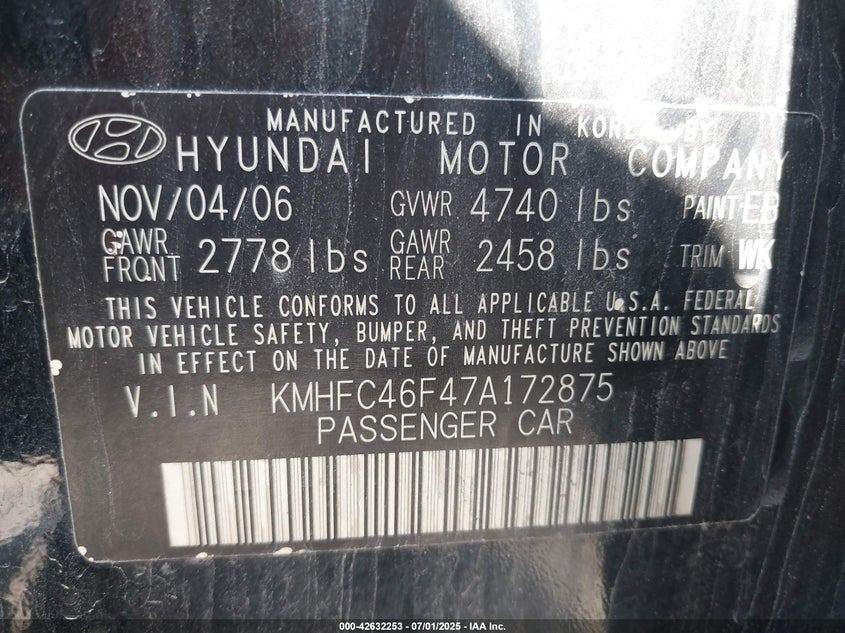 MANUFACTURED IN KOREA BY
HYUNDAI MOTOR COMPANY
NOV/04/06 GVWR 4740 lbs PAINT EB
GAWR FRONT 2778 lbs GAWR REAR 2458 lbs TRIM WK
THIS VEHICLE CONFORMS TO ALL APPLICABLE U.S.A. FEDERAL
MOTOR VEHICLE SAFETY, BUMPER, AND THEFT PREVENTION STANDARDS
IN EFFECT ON THE DATE OF MANUFACTURE SHOWN ABOVE
V.I.N KMHFC46F47A172875
PASSENGER CAR
000-42632253 - 07/01/2025 - IAA Inc.